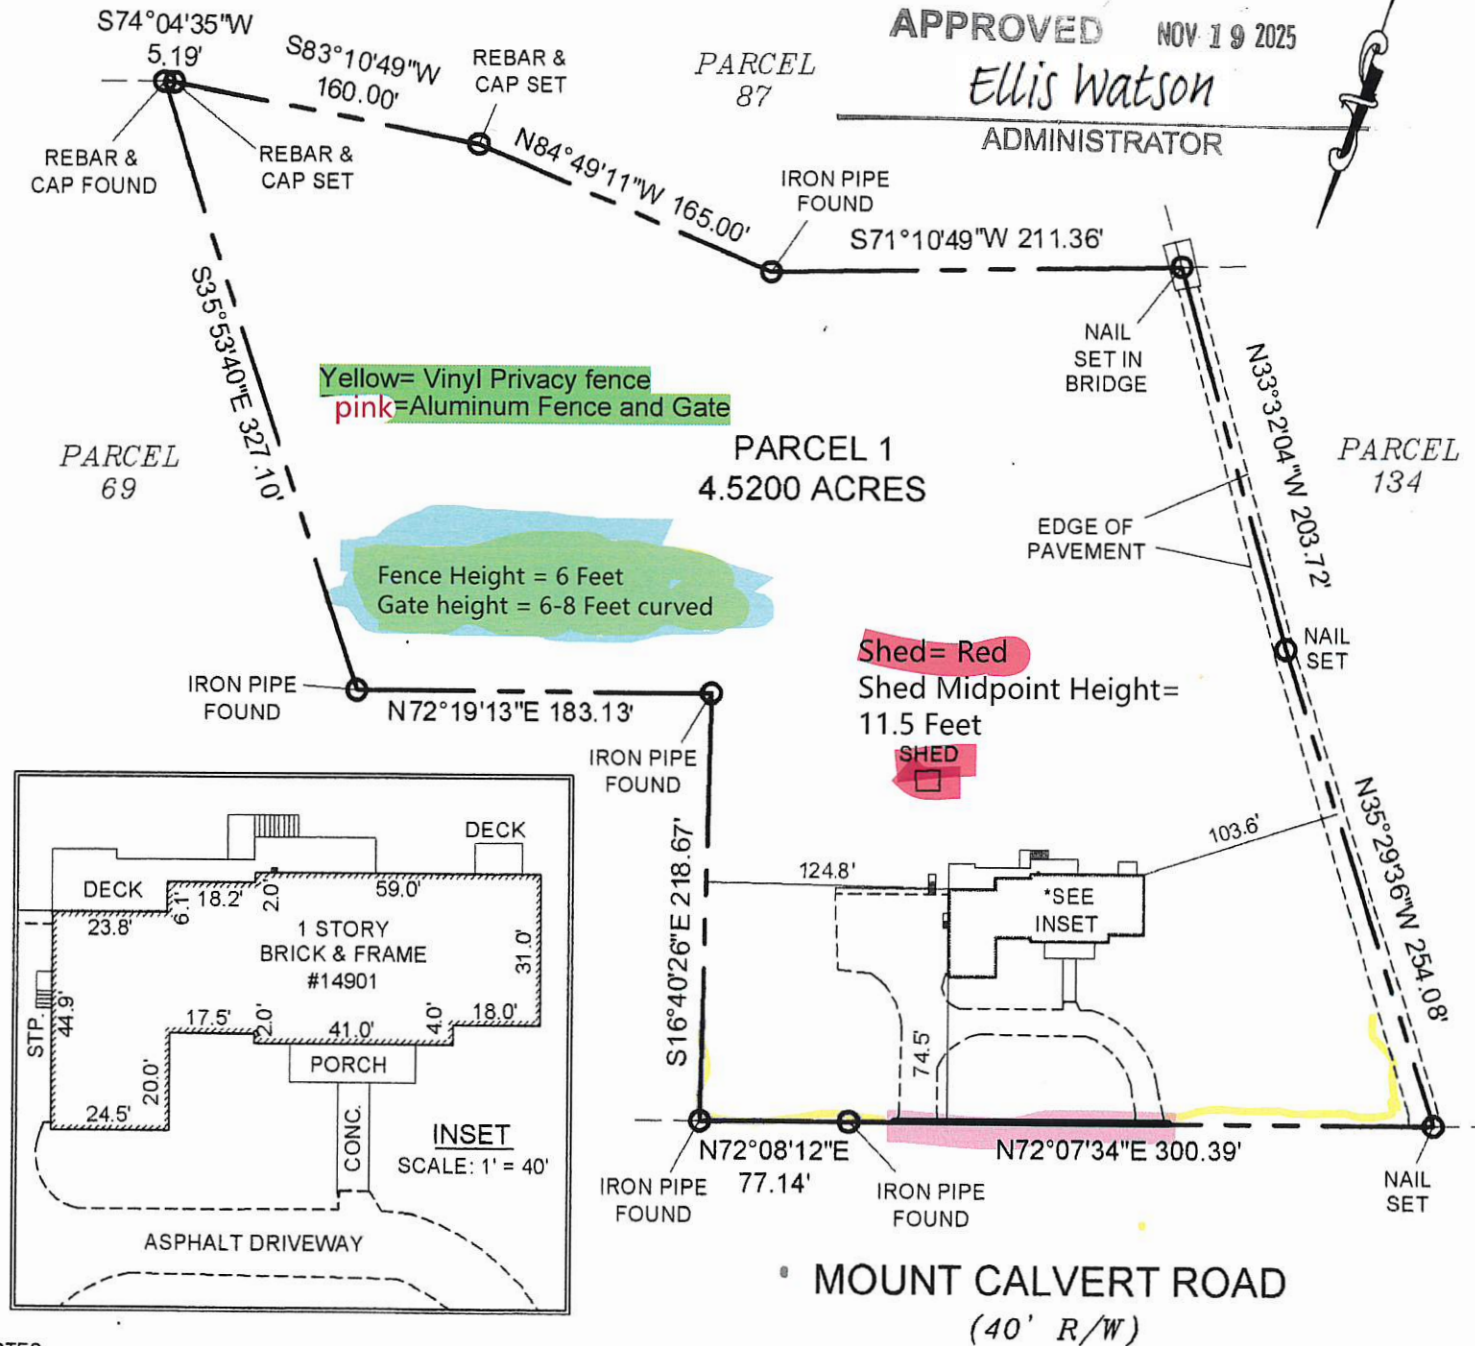 APPROVED NOV 19 2025
Ellis Watson
ADMINISTRATOR
S74°04'35"W
5.19'
S83°10'49"W
160.00'
REBAR &
CAP SET
PARCEL
87
REBAR &
CAP FOUND
REBAR &
CAP SET
N84°49'11"W 165.00'
IRON PIPE
FOUND
S71°10'49"W 211.36'
NAIL
SET IN
BRIDGE
N33°32'04"W 203.72'
S35°53'40"E 327.10'
Yellow= Vinyl Privacy fence
pink=Aluminum Fence and Gate
PARCEL
69
PARCEL 1
4.5200 ACRES
PARCEL
134
EDGE OF
PAVEMENT
Fence Height = 6 Feet
Gate height = 6-8 Feet curved
Shed= Red
Shed Midpoint Height=
11.5 Feet
SHED
NAIL
SET
IRON PIPE
FOUND
N72°19'13"E 183.13'
IRON PIPE
FOUND
S16°40'26"E 218.67'
124.8'
103.6'
N35°29'36"W 254.08'
*SEE
INSET
74.5'
DECK
DECK
23.8'
6.1'
18.2'
2.0'
59.0'
1 STORY
BRICK & FRAME
#14901
31.0'
STP.
44.9'
17.5'
2.0'
41.0'
4.0'
18.0'
20.0'
24.5'
PORCH
CONC.
INSET
SCALE: 1' = 40'
ASPHALT DRIVEWAY
N72°08'12"E
77.14'
N72°07'34"E 300.39'
IRON PIPE
FOUND
IRON PIPE
FOUND
NAIL
SET
MOUNT CALVERT ROAD
(40' R/W)